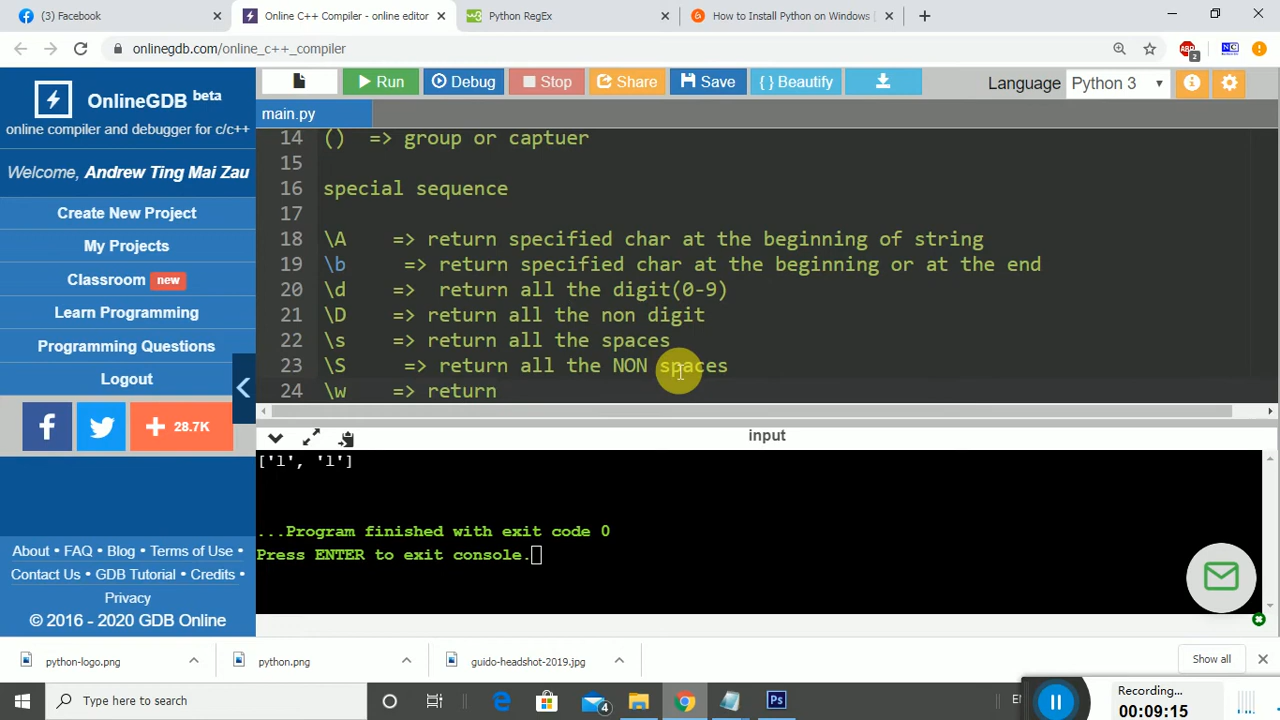 (3) Facebook
Online C++ Compiler - online editor
Python RegEx
How to Install Python on Windows [
onlinegdb.com/online_c++_compiler
ABP
2
OnlineGDB beta
online compiler and debugger for c/c++
Welcome, Andrew Ting Mai Zau
Create New Project
My Projects
Classroom new
Learn Programming
Programming Questions
Logout
28.7K
About • FAQ • Blog • Terms of Use •
Contact Us • GDB Tutorial • Credits •
Privacy
© 2016 - 2020 GDB Online
Run
Debug
Stop
Share
Save
{ } Beautify
Language Python 3
main.py
14 () => group or captuer
15
16 special sequence
17
18 \A => return specified char at the beginning of string
19 \b => return specified char at the beginning or at the end
20 \d => return all the digit(0-9)
21 \D => return all the non digit
22 \s => return all the spaces
23 \S => return all the NON spaces
24 \w => return
input
['l', 'l']
...Program finished with exit code 0
Press ENTER to exit console.
python-logo.png
python.png
guido-headshot-2019.jpg
Show all
Type here to search
4
Ps
Recording...
00:09:15